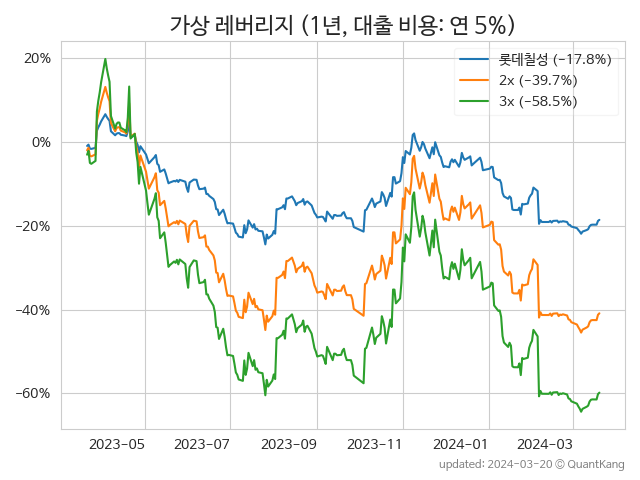 가상 레버리지 (1년, 대출 비용: 연 5%)
롯데칠성 (−17.8%)
2x (−39.7%)
3x (−58.5%)
20%
0%
−20%
−40%
−60%
2023−05 2023−07 2023−09 2023−11 2024−01 2024−03
updated: 2024−03−20 © QuantKang